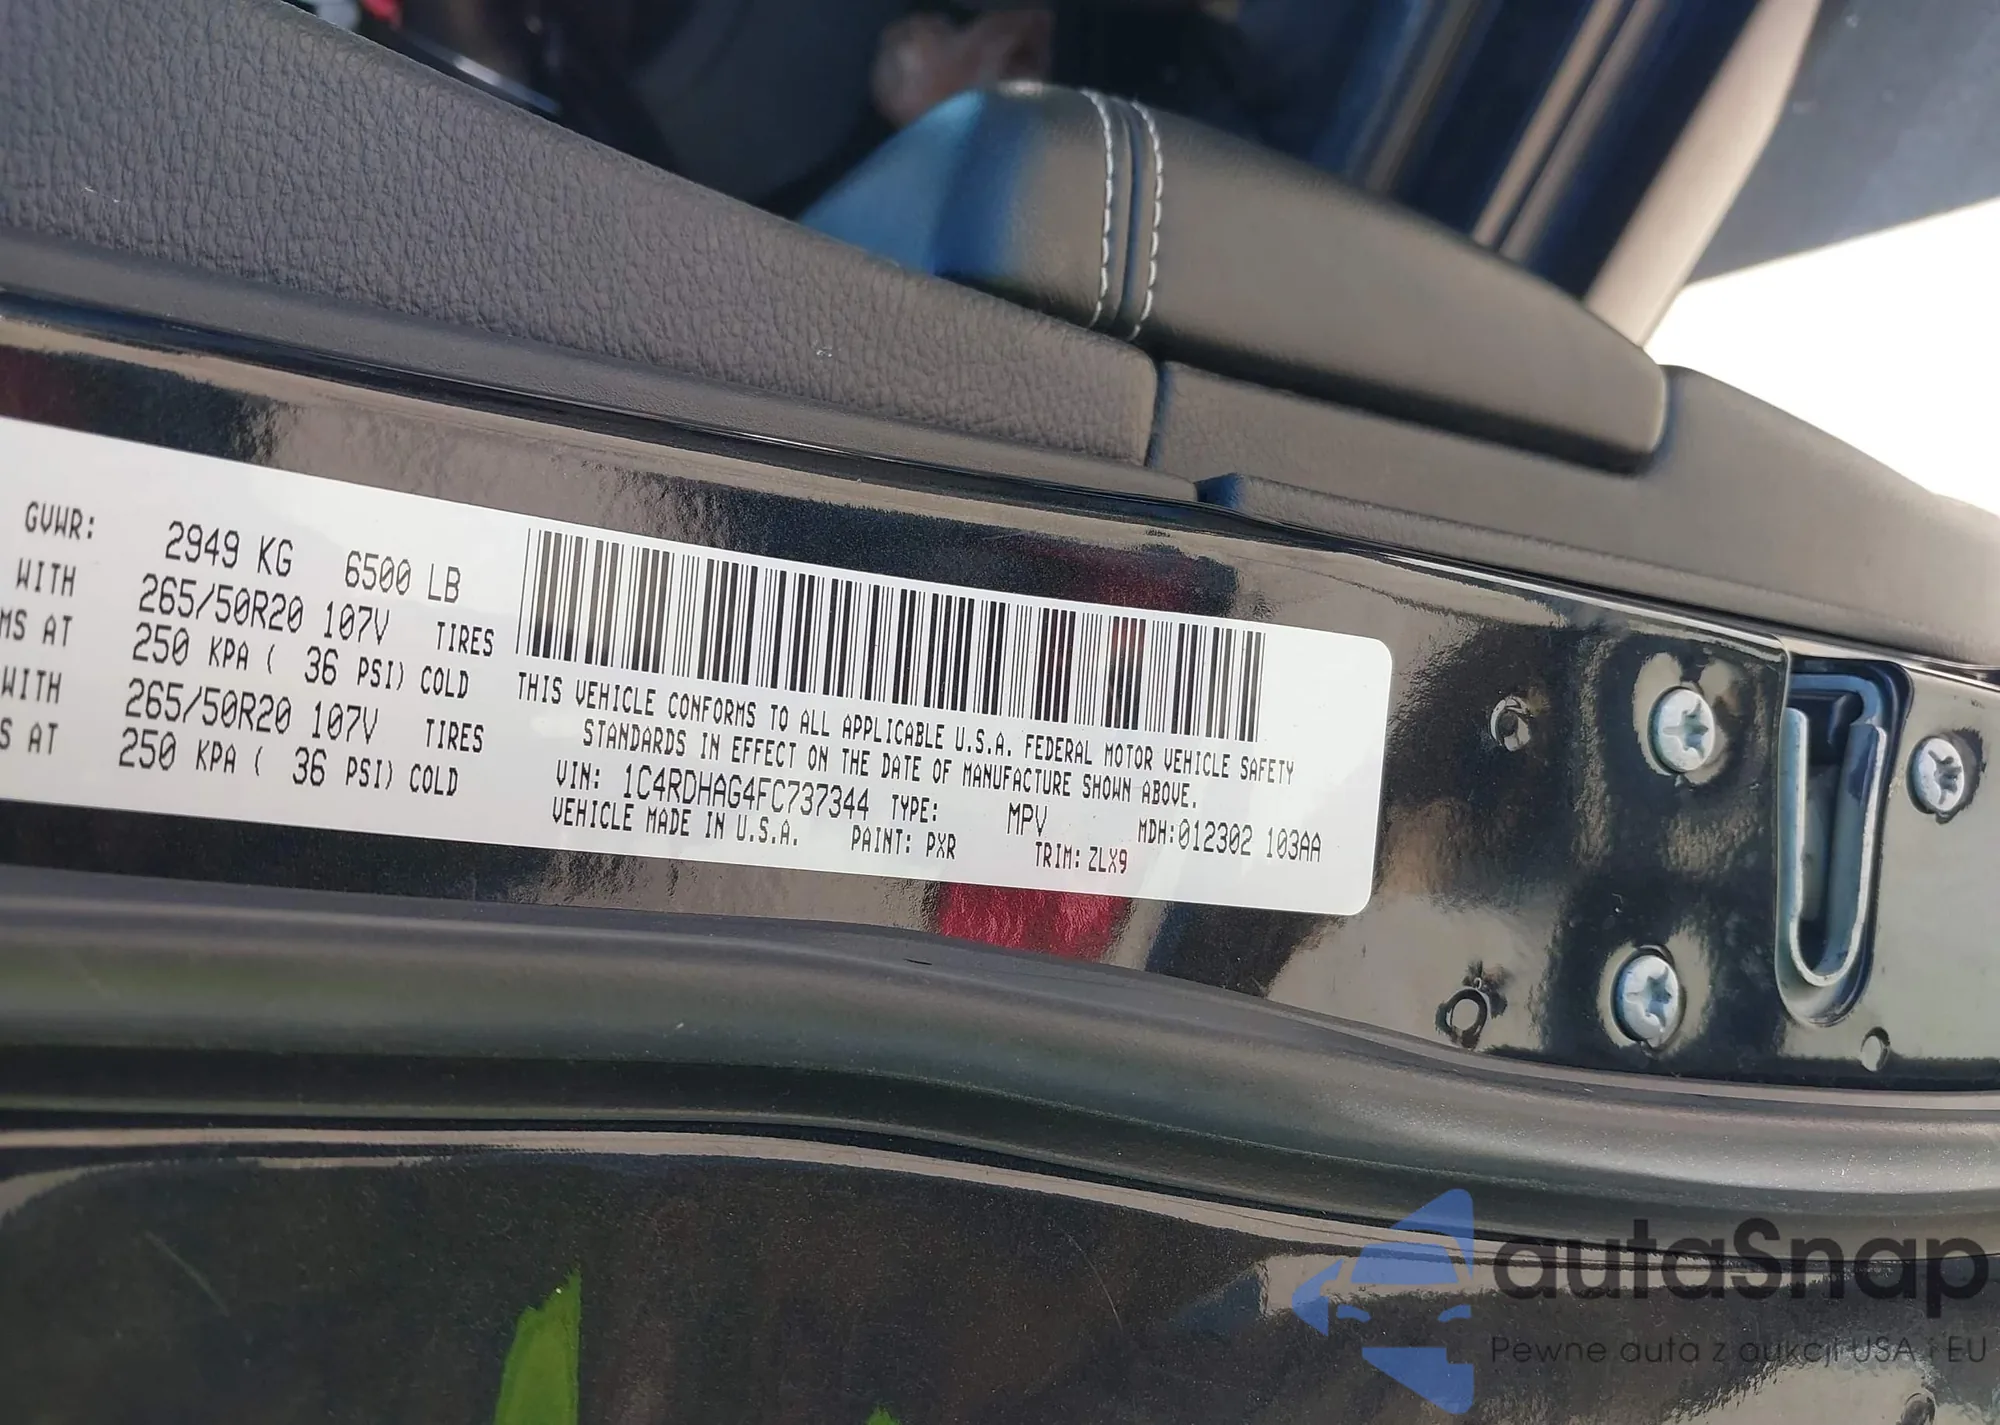 GVWR: 2949 KG 6500 LB
WITH 265/50R20 107V TIRES
MS AT 250 KPA ( 36 PSI) COLD
WITH 265/50R20 107V TIRES
S AT 250 KPA ( 36 PSI) COLD
THIS VEHICLE CONFORMS TO ALL APPLICABLE U.S.A. FEDERAL MOTOR VEHICLE SAFETY
STANDARDS IN EFFECT ON THE DATE OF MANUFACTURE SHOWN ABOVE.
VIN: 1C4RDHAG4FC737344 TYPE: MPV MDH:012302 103AA
VEHICLE MADE IN U.S.A. PAINT: PXR TRIM: ZLX9
autaSnap
Pewne auta z aukcji USA i EU